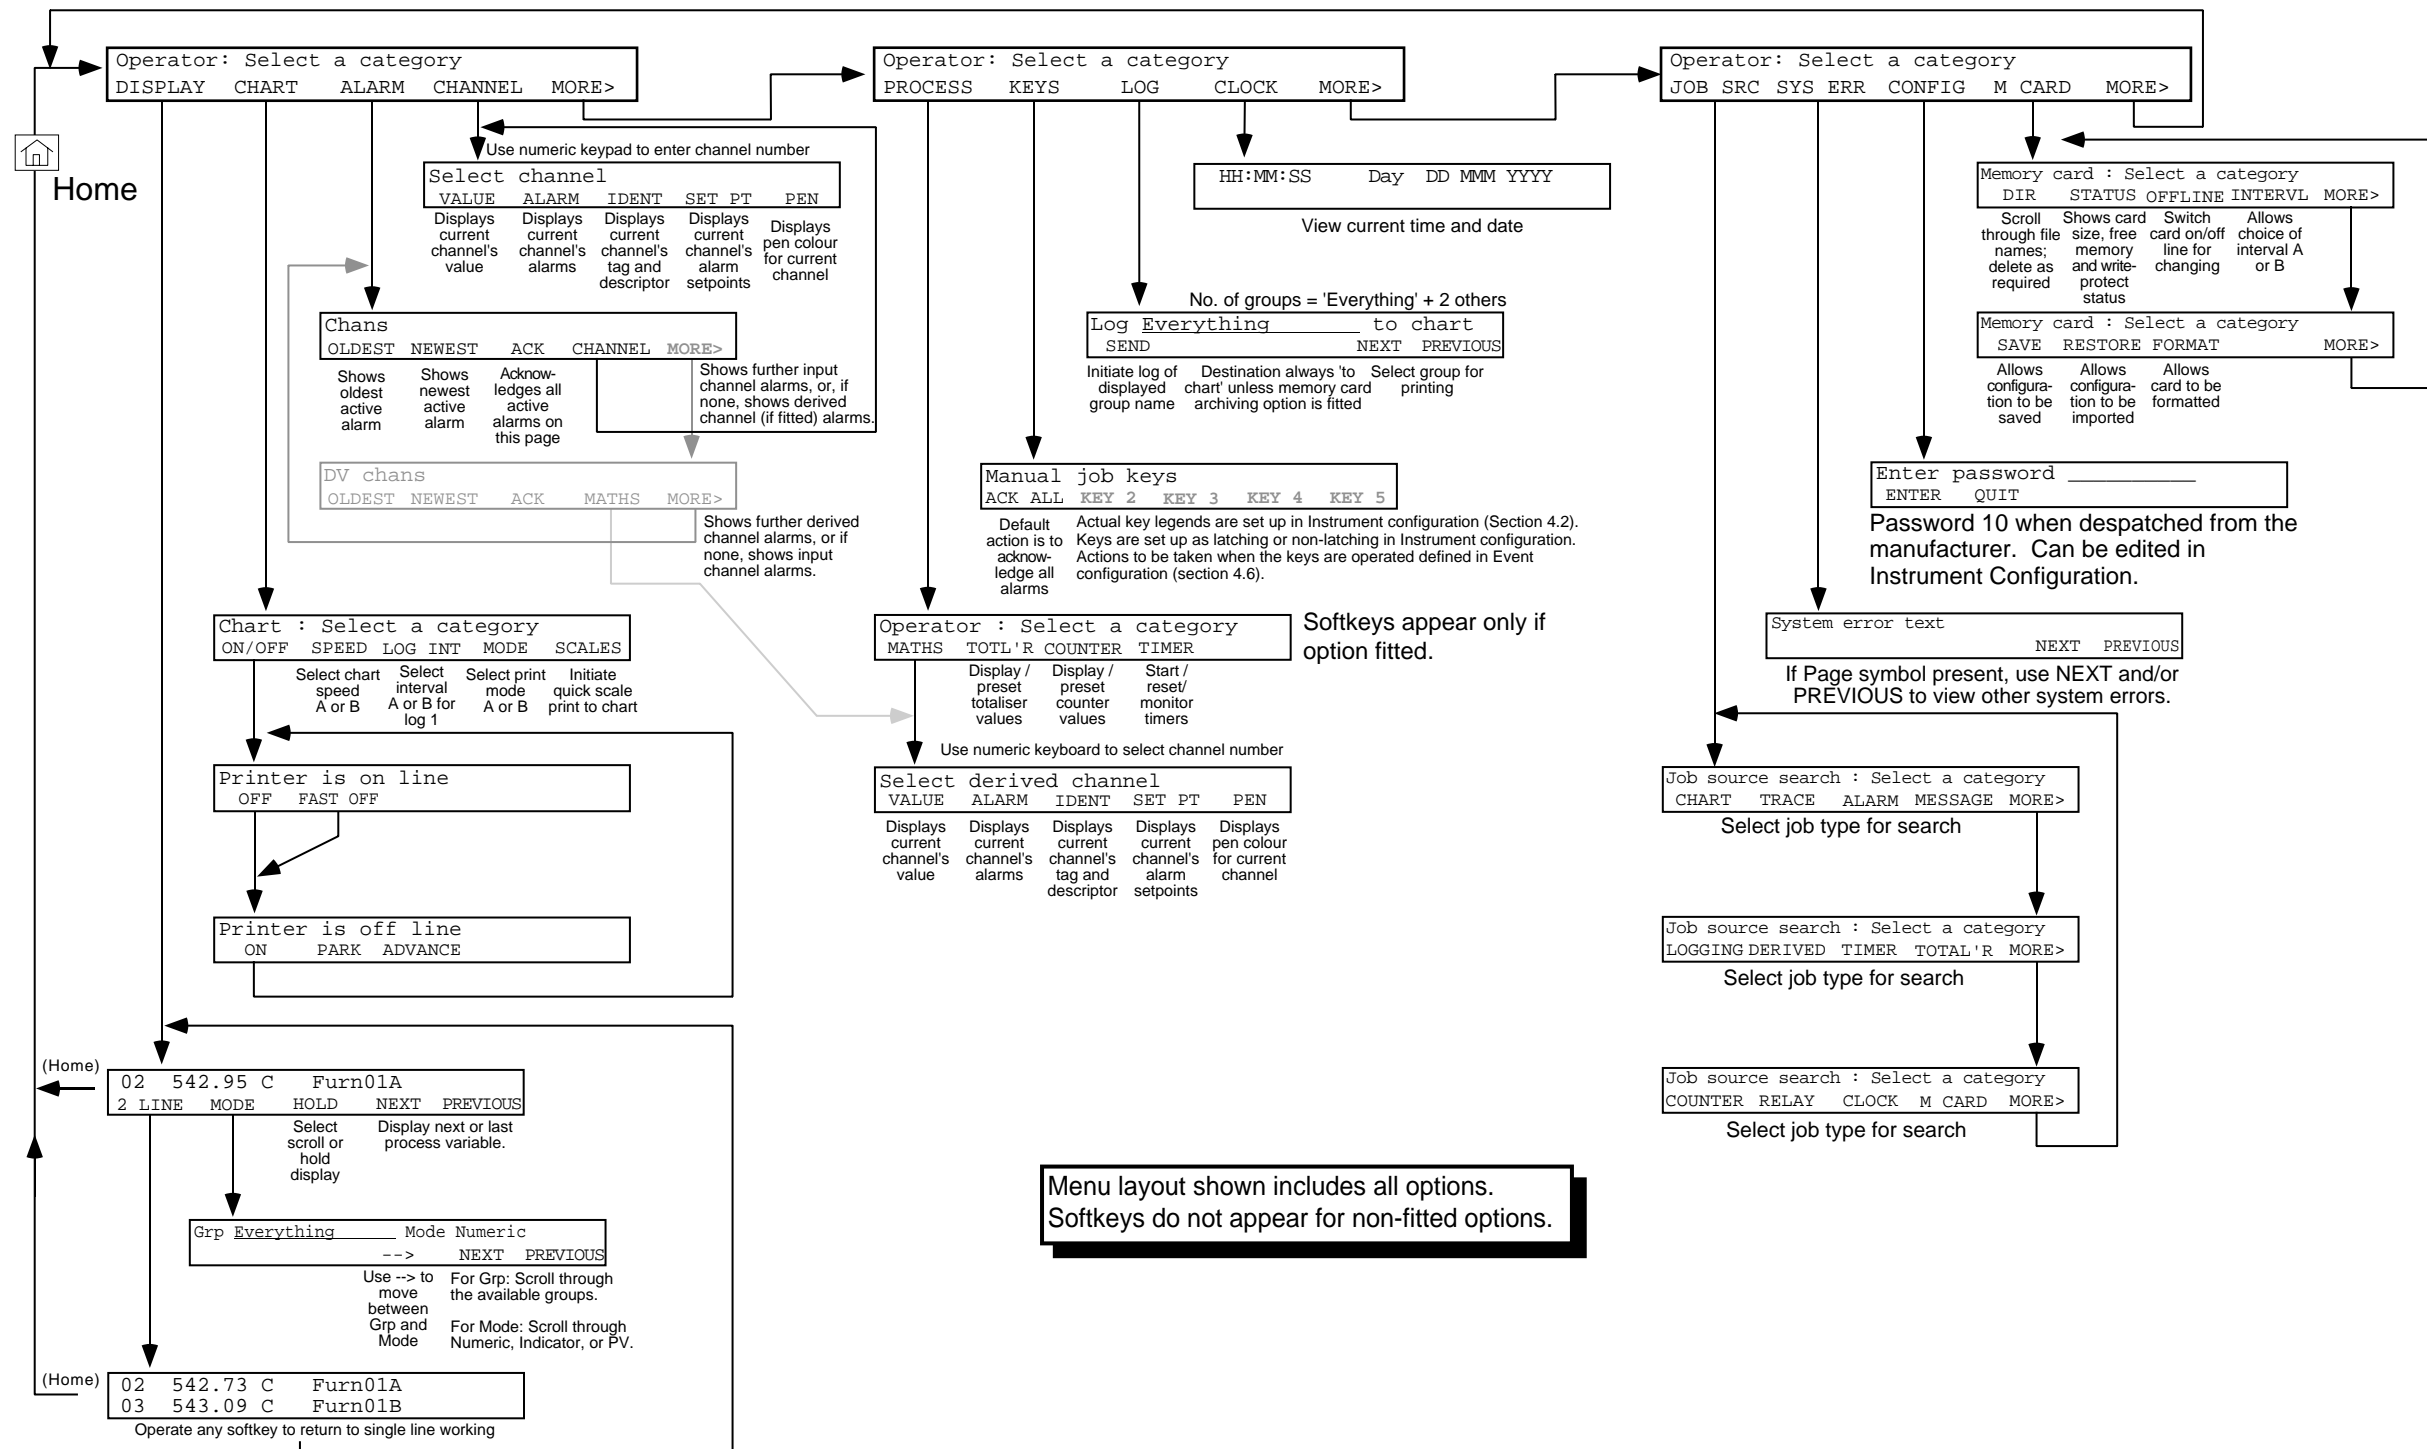 Operator: Select a category
DISPLAY CHART ALARM CHANNEL MORE>
Operator: Select a category
PROCESS KEYS LOG CLOCK MORE>
Operator: Select a category
JOB SRC SYS ERR CONFIG M CARD MORE>
Home
Use numeric keypad to enter channel number
Select channel
VALUE ALARM IDENT SET PT PEN
Displays
current
channel's
value
Displays
current
channel's
alarms
Displays
current
channel's
tag and
descriptor
Displays
current
channel's
alarm
setpoints
Displays
pen colour
for current
channel
Chans
OLDEST NEWEST ACK CHANNEL MORE>
Shows
oldest
active
alarm
Shows
newest
active
alarm
Acknow-
ledges all
active
alarms on
this page
Shows further input
channel alarms, or, if
none, shows derived
channel (if fitted) alarms.
DV chans
OLDEST NEWEST ACK MATHS MORE>
Shows further derived
channel alarms, or if
none, shows input
channel alarms.
Chart : Select a category
ON/OFF SPEED LOG INT MODE SCALES
Select chart
speed
A or B
Select
interval
A or B for
log 1
Select print
mode
A or B
Initiate
quick scale
print to chart
Printer is on line
OFF FAST OFF
Printer is off line
ON PARK ADVANCE
(Home)
02 542.95 C Furn01A
2 LINE MODE HOLD NEXT PREVIOUS
Select
scroll or
hold
display
Display next or last
process variable.
Grp Everything Mode Numeric
--> NEXT PREVIOUS
Use --> to
move
between
Grp and
Mode
For Grp: Scroll through
the available groups.
For Mode: Scroll through
Numeric, Indicator, or PV.
(Home)
02 542.73 C Furn01A
03 543.09 C Furn01B
Operate any softkey to return to single line working
HH:MM:SS Day DD MMM YYYY
View current time and date
No. of groups = 'Everything' + 2 others
Log Everything to chart
SEND NEXT PREVIOUS
Initiate log of
displayed
group name
Destination always 'to
chart' unless memory card
archiving option is fitted
Select group for
printing
Manual job keys
ACK ALL KEY 2 KEY 3 KEY 4 KEY 5
Default
action is to
acknow-
ledge all
alarms
Actual key legends are set up in Instrument configuration (Section 4.2).
Keys are set up as latching or non-latching in Instrument configuration.
Actions to be taken when the keys are operated defined in Event
configuration (section 4.6).
Operator : Select a category
MATHS TOTL'R COUNTER TIMER
Softkeys appear only if
option fitted.
Display /
preset
totaliser
values
Display /
preset
counter
values
Start /
reset/
monitor
timers
Use numeric keyboard to select channel number
Select derived channel
VALUE ALARM IDENT SET PT PEN
Displays
current
channel's
value
Displays
current
channel's
alarms
Displays
current
channel's
tag and
descriptor
Displays
current
channel's
alarm
setpoints
Displays
pen colour
for current
channel
Menu layout shown includes all options.
Softkeys do not appear for non-fitted options.
Memory card : Select a category
DIR STATUS OFFLINE INTERVL MORE>
Scroll
through file
names;
delete as
required
Shows card
size, free
memory
and write-
protect
status
Switch
card on/off
line for
changing
Allows
choice of
interval A
or B
Memory card : Select a category
SAVE RESTORE FORMAT MORE>
Allows
configura-
tion to be
saved
Allows
configura-
tion to be
imported
Allows
card to be
formatted
Enter password __________
ENTER QUIT
Password 10 when despatched from the
manufacturer. Can be edited in
Instrument Configuration.
System error text
NEXT PREVIOUS
If Page symbol present, use NEXT and/or
PREVIOUS to view other system errors.
Job source search : Select a category
CHART TRACE ALARM MESSAGE MORE>
Select job type for search
Job source search : Select a category
LOGGING DERIVED TIMER TOTAL'R MORE>
Select job type for search
Job source search : Select a category
COUNTER RELAY CLOCK M CARD MORE>
Select job type for search